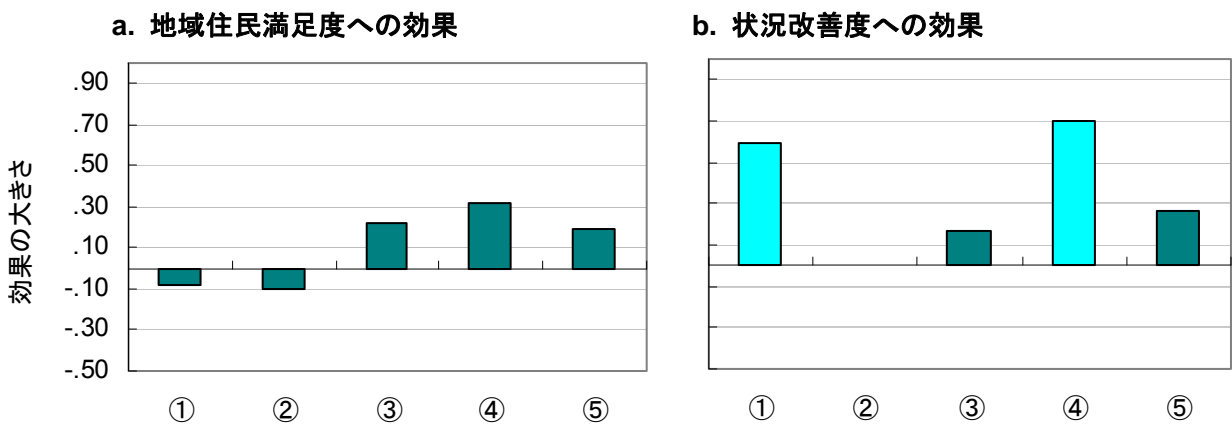 a. 地域住民満足度への効果
b. 状況改善度への効果
効果の大きさ
.90
.70
.50
.30
.10
-.10
-.30
-.50
① ② ③ ④ ⑤
① ② ③ ④ ⑤